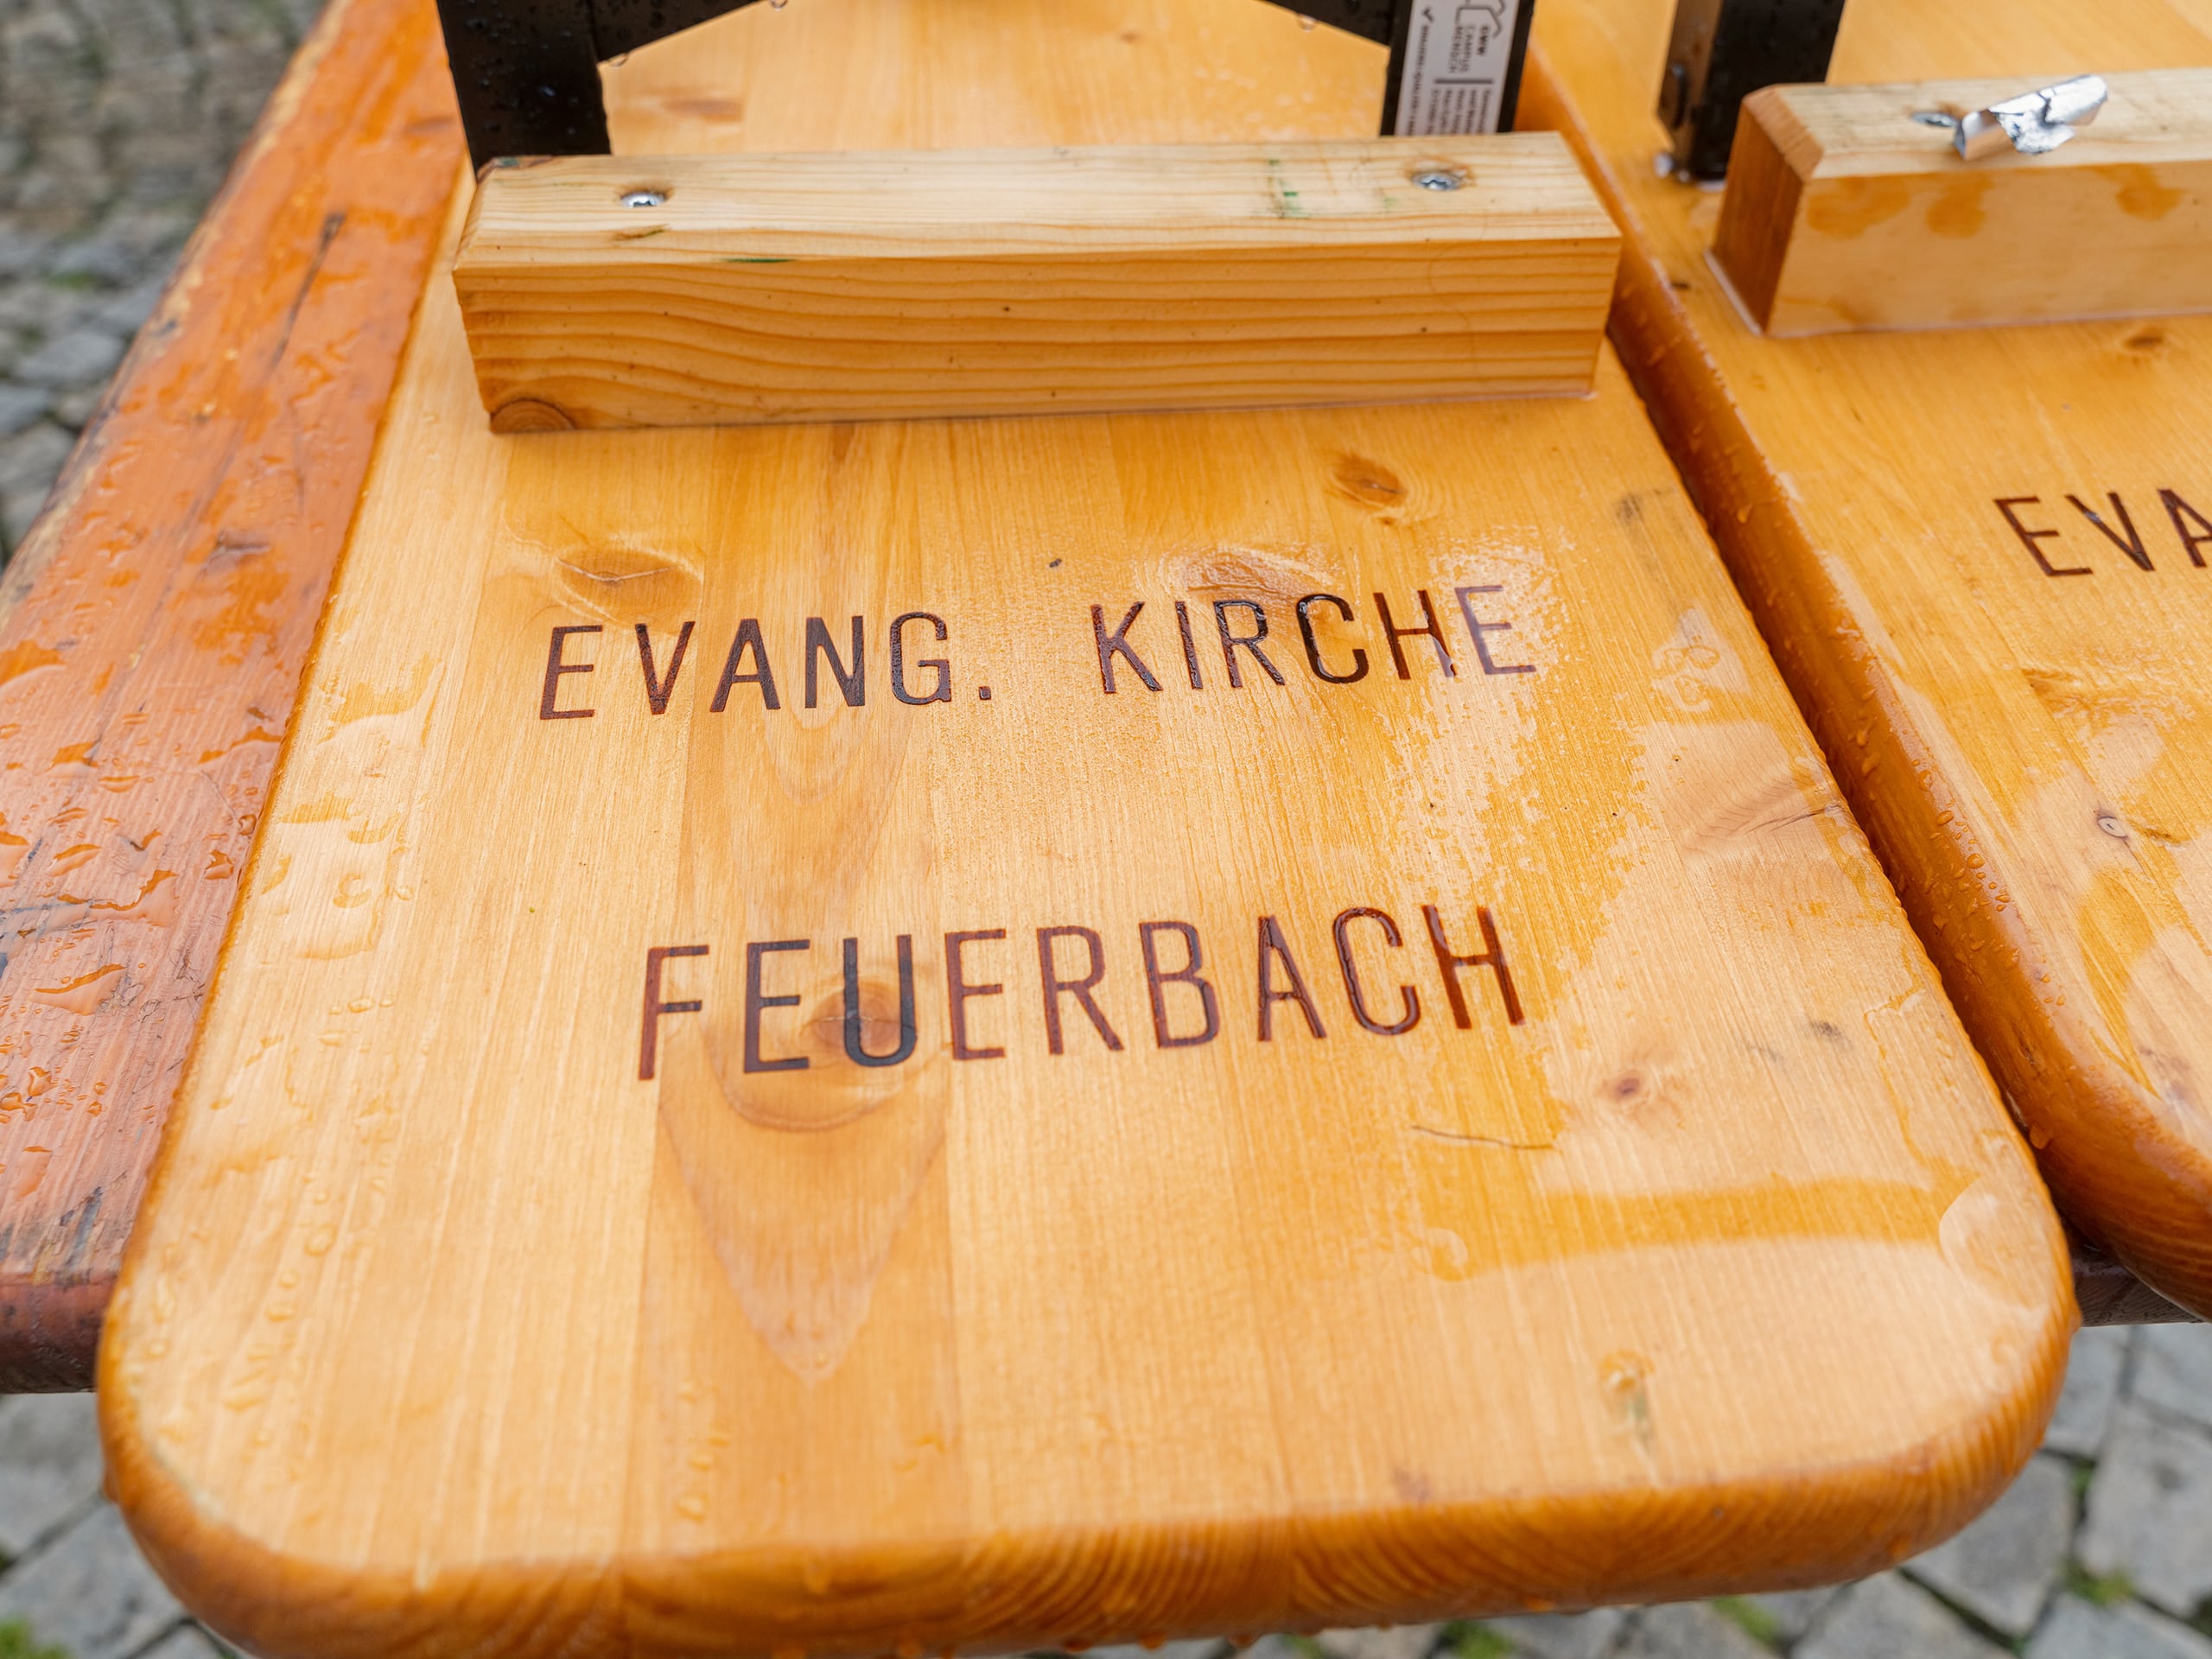 EVANG. KIRCHE
FEUERBACH
EVA